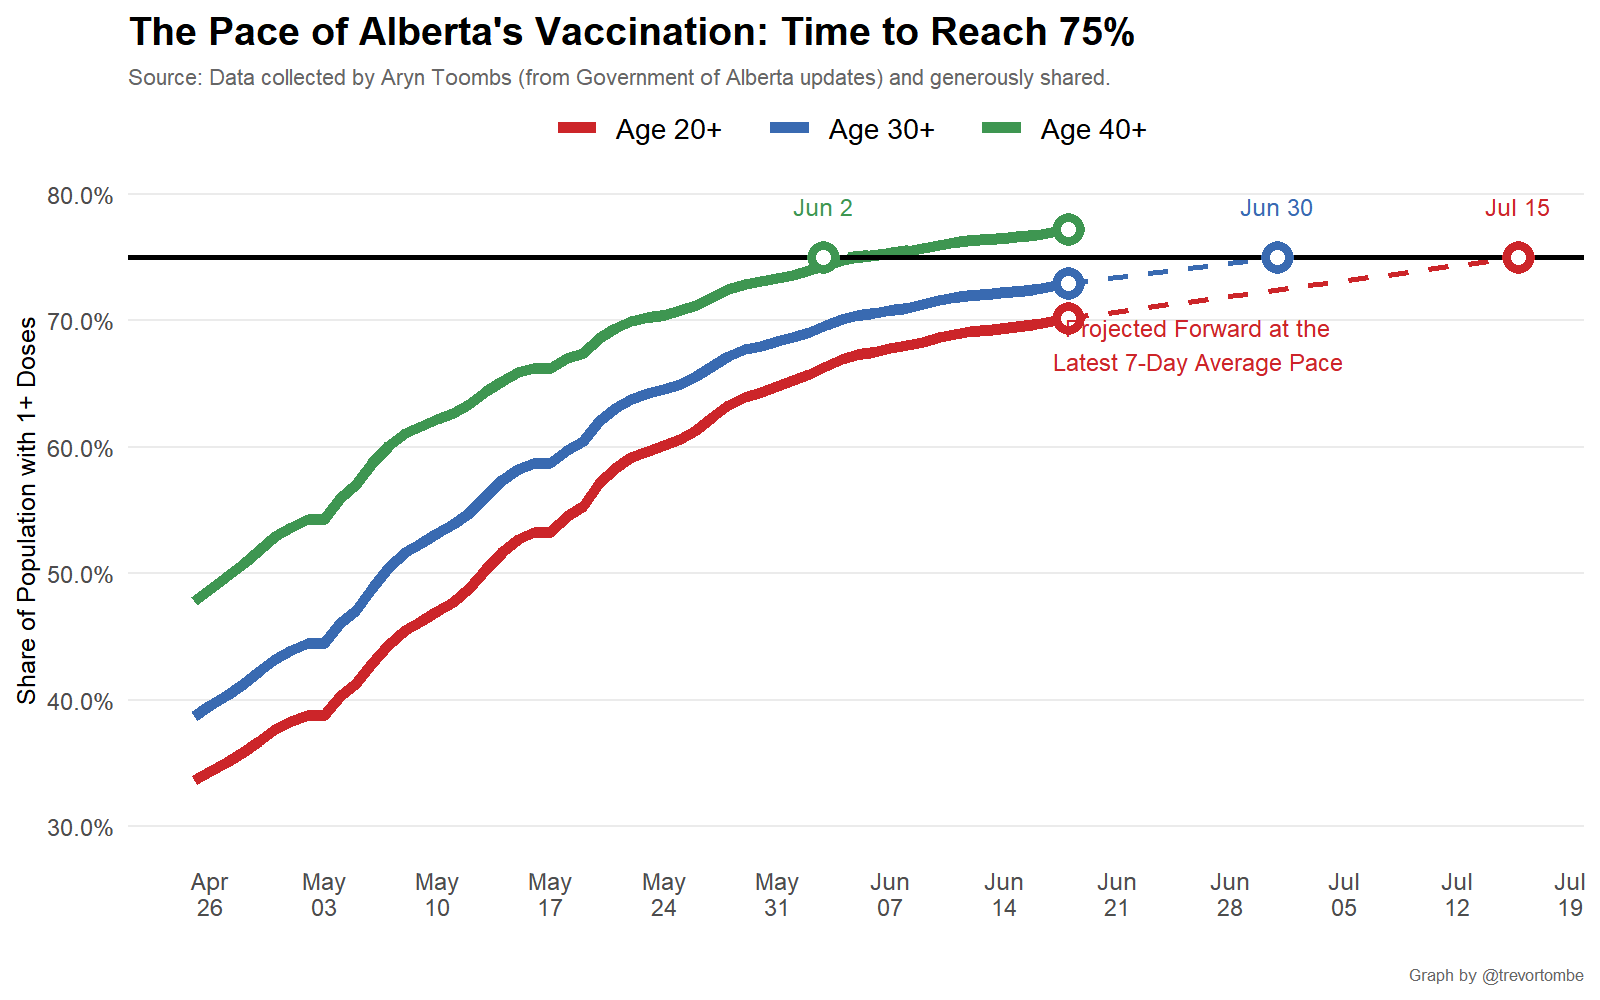 The Pace of Alberta's Vaccination: Time to Reach 75%
Source: Data collected by Aryn Toombs (from Government of Alberta updates) and generously shared.
Age 20+ Age 30+ Age 40+
80.0%
Jun 2 Jun 30 Jul 15
70.0%
Projected Forward at the
Latest 7-Day Average Pace
60.0%
50.0%
40.0%
30.0%
Share of Population with 1+ Doses
Apr May May May May May Jun Jun Jun Jun Jul Jul Jul
26 03 10 17 24 31 07 14 21 28 05 12 19
Graph by @trevortombe